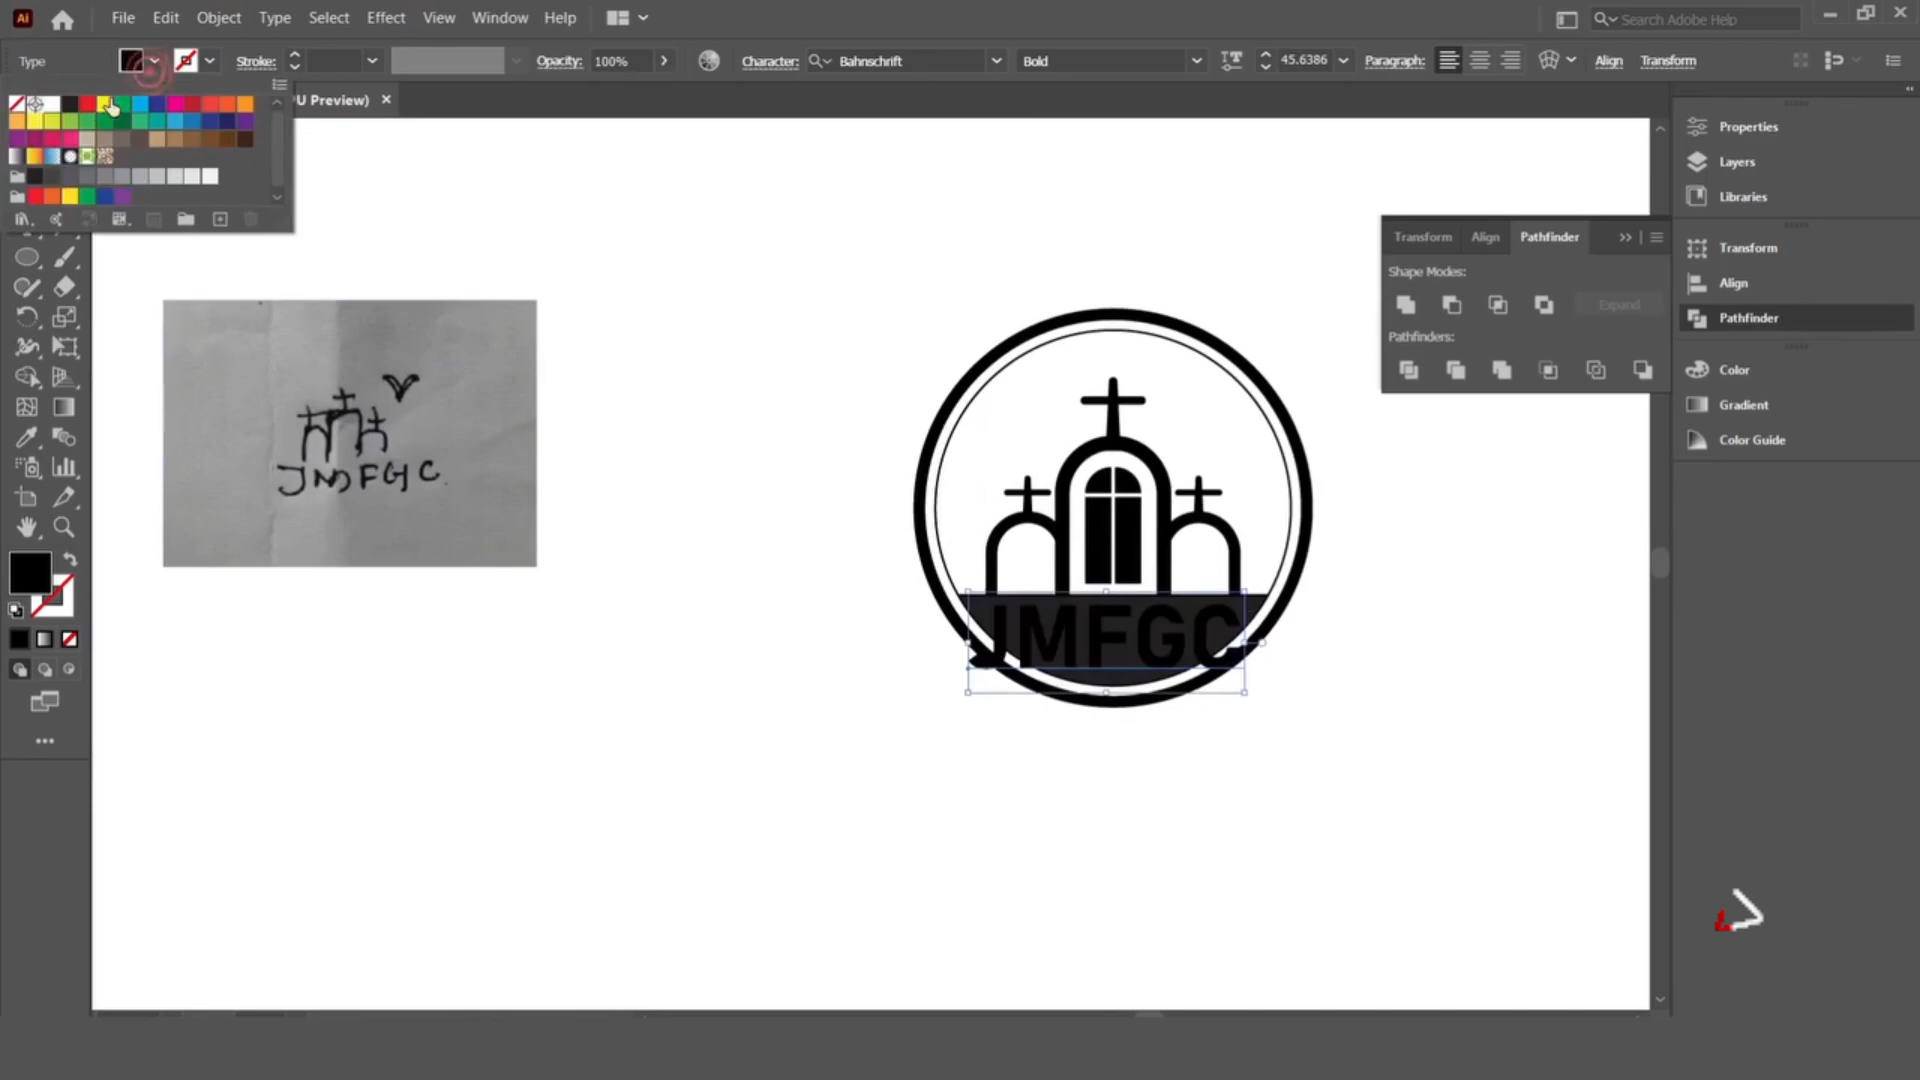 Ai File Edit Object Type Select Effect View Window Help Search Adobe Help
Type Stroke: Opacity: 100% Character: Bahnschrift Bold 45.6386 Paragraph: Align Transform
PU Preview) ×
Properties
Layers
Libraries
Transform Align Pathfinder
Shape Modes:
Expand
Pathfinders:
Transform
Align
Pathfinder
Color
Gradient
Color Guide
JMFGC
JMFGC